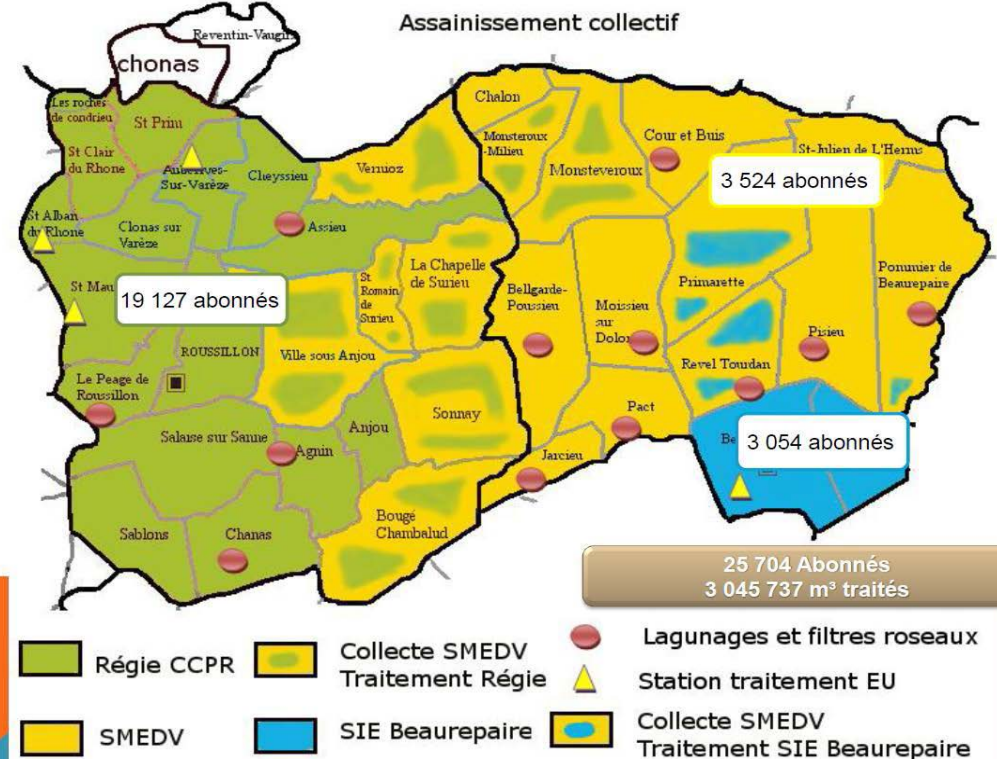 Assainissement collectif
Reventin-Vaugris
chonas
Les roches
de condrieu
St Prim
St Clair
du Rhone
Auberives-
Sur-Varèze
Cheyssieu
Vernioz
Chalon
Monsteroux
-Milieu
Monsteveroux
Cour et Buis
St-Julien de L'Herms
3 524 abonnés
St Alban
du Rhone
Clonas sur
Varèze
Assieu
St Mau
19 127 abonnés
St
Romain
de
Surieu
La Chapelle
de Surieu
Bellgarde-
Poussieu
Moissieu
sur
Dolon
Primarette
Pommier de
Beaurepaire
Pisieu
ROUSSILLON
Ville sous Anjou
Revel Tourdan
Le Peage de
Roussillon
Salaise sur Sanne
Agnin
Anjou
Sonnay
Pact
Be
3 054 abonnés
Jarcieu
Sablons
Chanas
Bougé
Chambalud
25 704 Abonnés
3 045 737 m³ traités
Régie CCPR
Collecte SMEDV
Traitement Régie
Lagunages et filtres roseaux
Station traitement EU
SMEDV
SIE Beaurepaire
Collecte SMEDV
Traitement SIE Beaurepaire